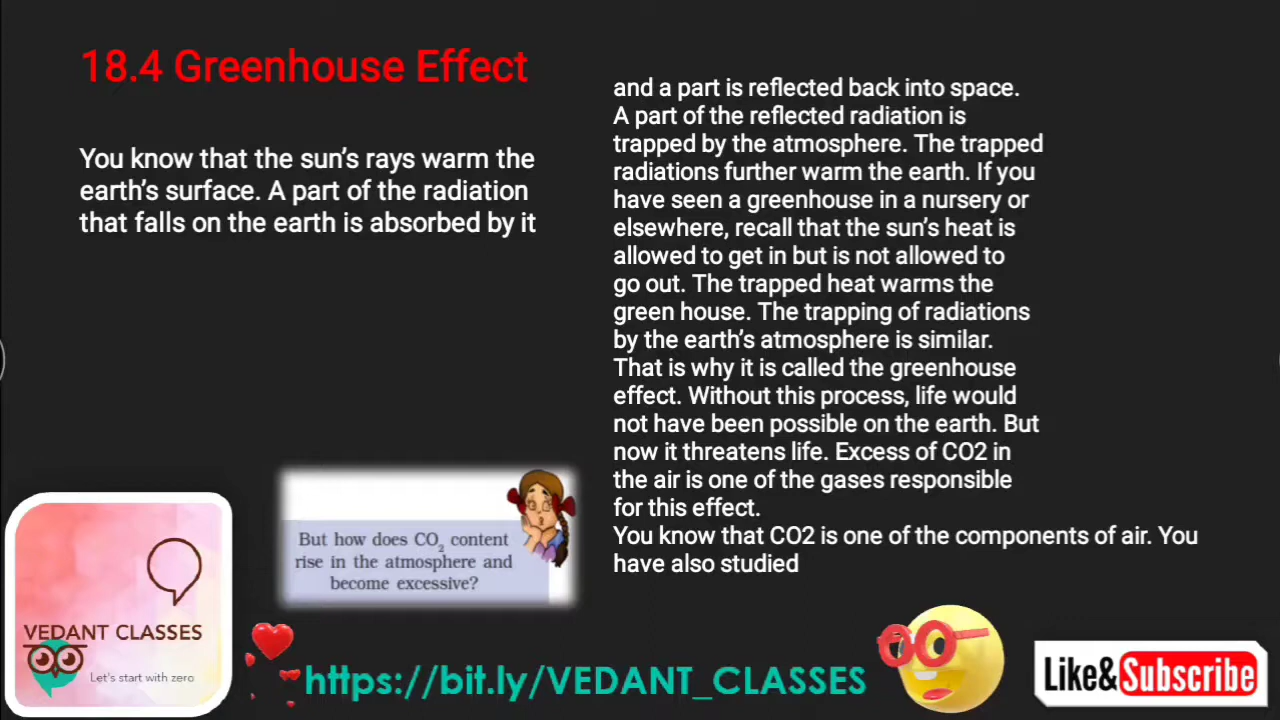 18.4 Greenhouse Effect
You know that the sun's rays warm the
earth's surface. A part of the radiation
that falls on the earth is absorbed by it
and a part is reflected back into space.
A part of the reflected radiation is
trapped by the atmosphere. The trapped
radiations further warm the earth. If you
have seen a greenhouse in a nursery or
elsewhere, recall that the sun's heat is
allowed to get in but is not allowed to
go out. The trapped heat warms the
green house. The trapping of radiations
by the earth's atmosphere is similar.
That is why it is called the greenhouse
effect. Without this process, life would
not have been possible on the earth. But
now it threatens life. Excess of CO2 in
the air is one of the gases responsible
for this effect.
You know that CO2 is one of the components of air. You
have also studied
But how does CO₂ content
rise in the atmosphere and
become excessive?
VEDANT CLASSES
Let's start with zero
https://bit.ly/VEDANT_CLASSES
Like&Subscribe